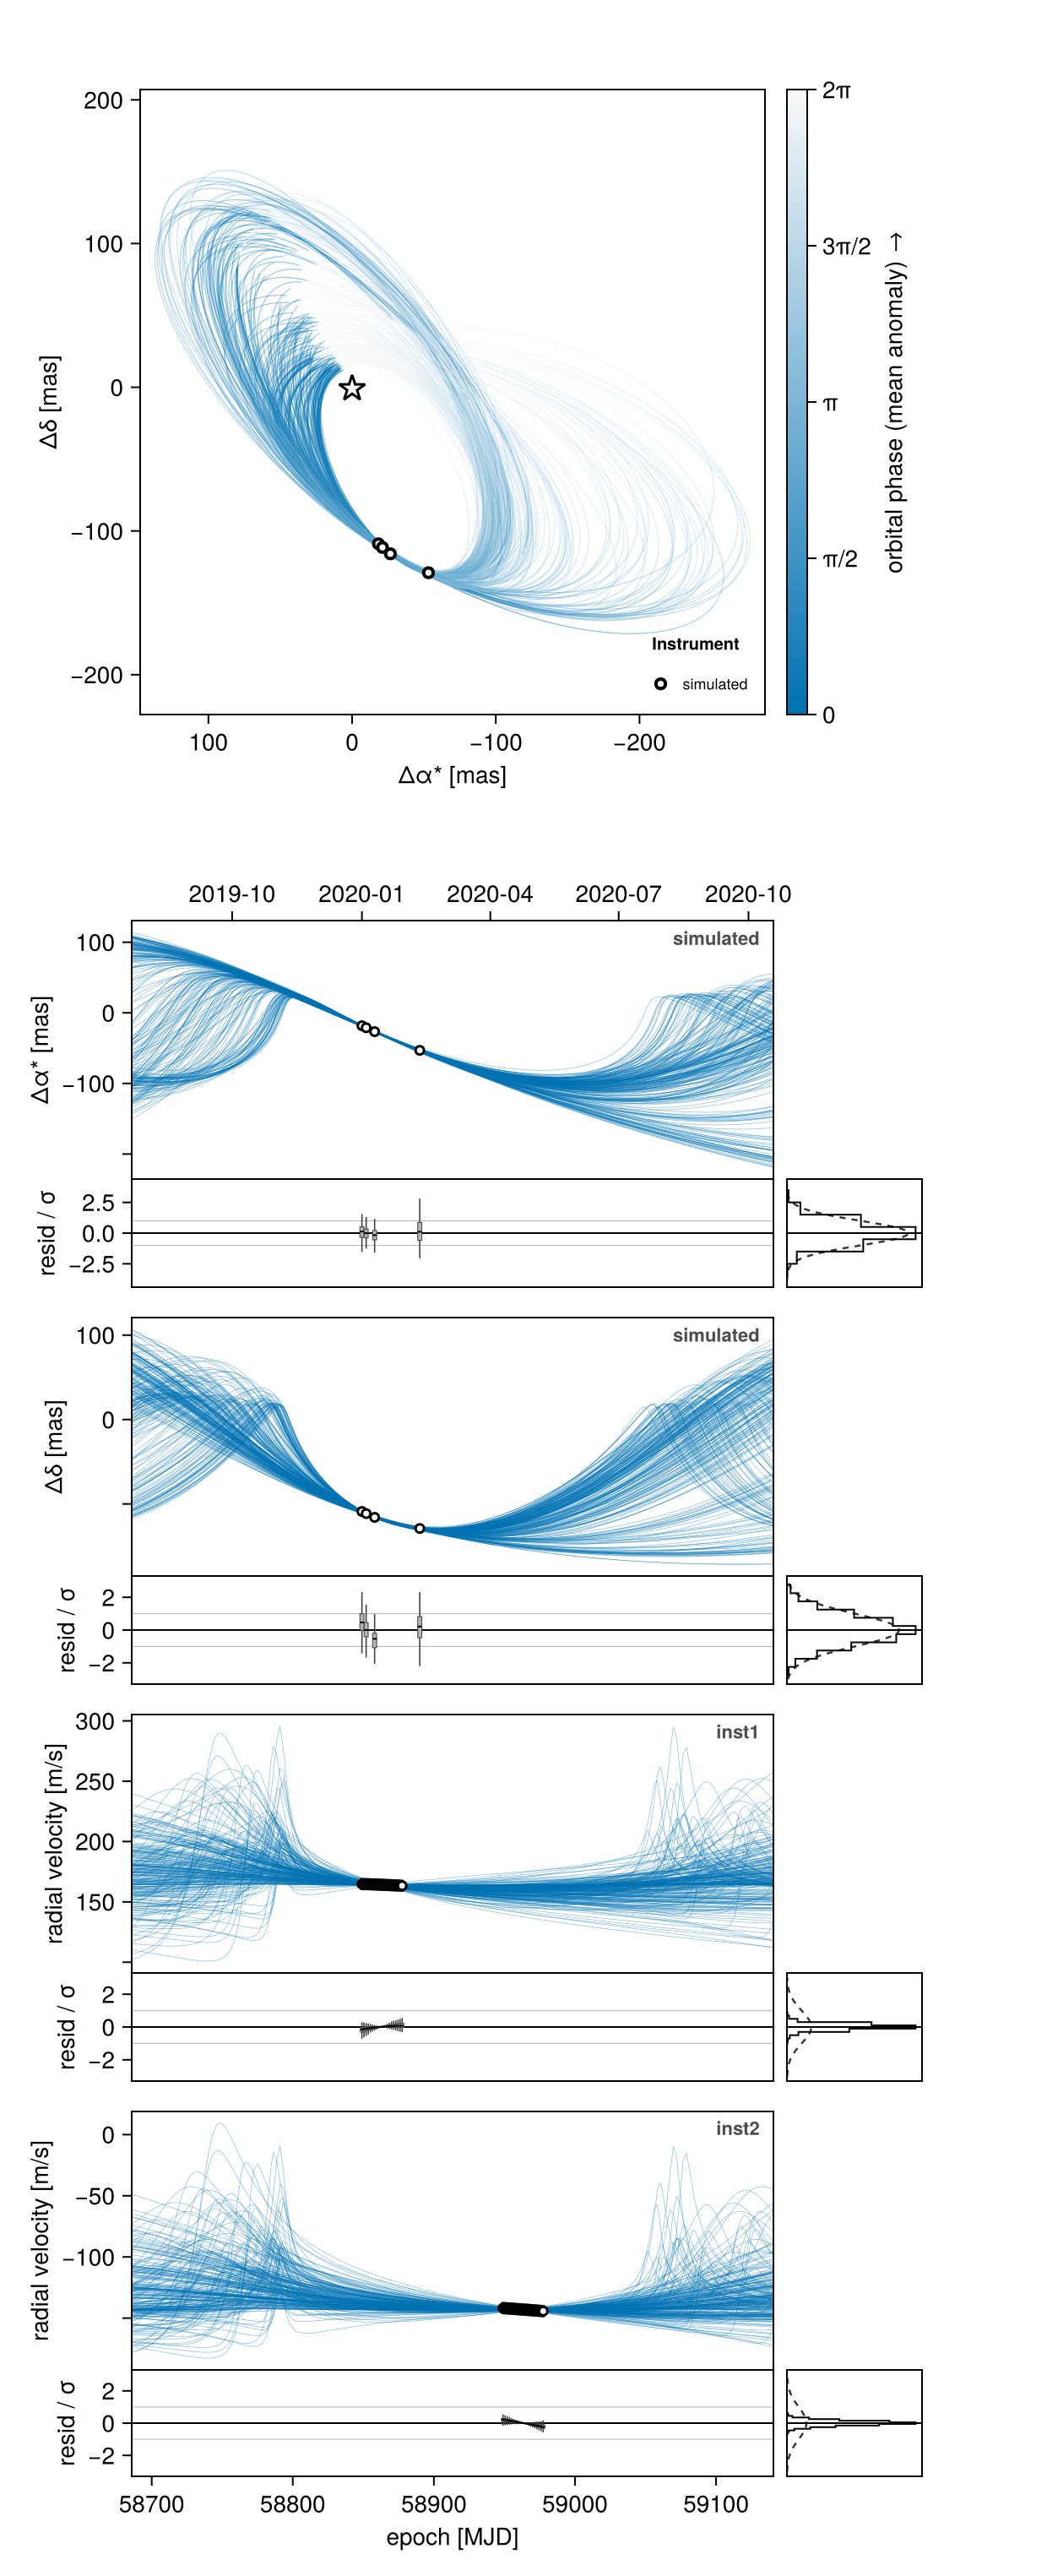 200
100
0
−100
−200
Δδ [mas]
100
0
−100
−200
Δα* [mas]
Instrument
simulated
2π
3π/2
π
π/2
0
orbital phase (mean anomaly) →
2019-10 2020-01 2020-04 2020-07 2020-10
simulated
100
0
−100
Δα* [mas]
2.5
0.0
−2.5
resid / σ
simulated
100
0
Δδ [mas]
2
0
−2
resid / σ
inst1
300
250
200
150
radial velocity [m/s]
2
0
−2
resid / σ
inst2
0
−50
−100
radial velocity [m/s]
2
0
−2
resid / σ
58700 58800 58900 59000 59100
epoch [MJD]